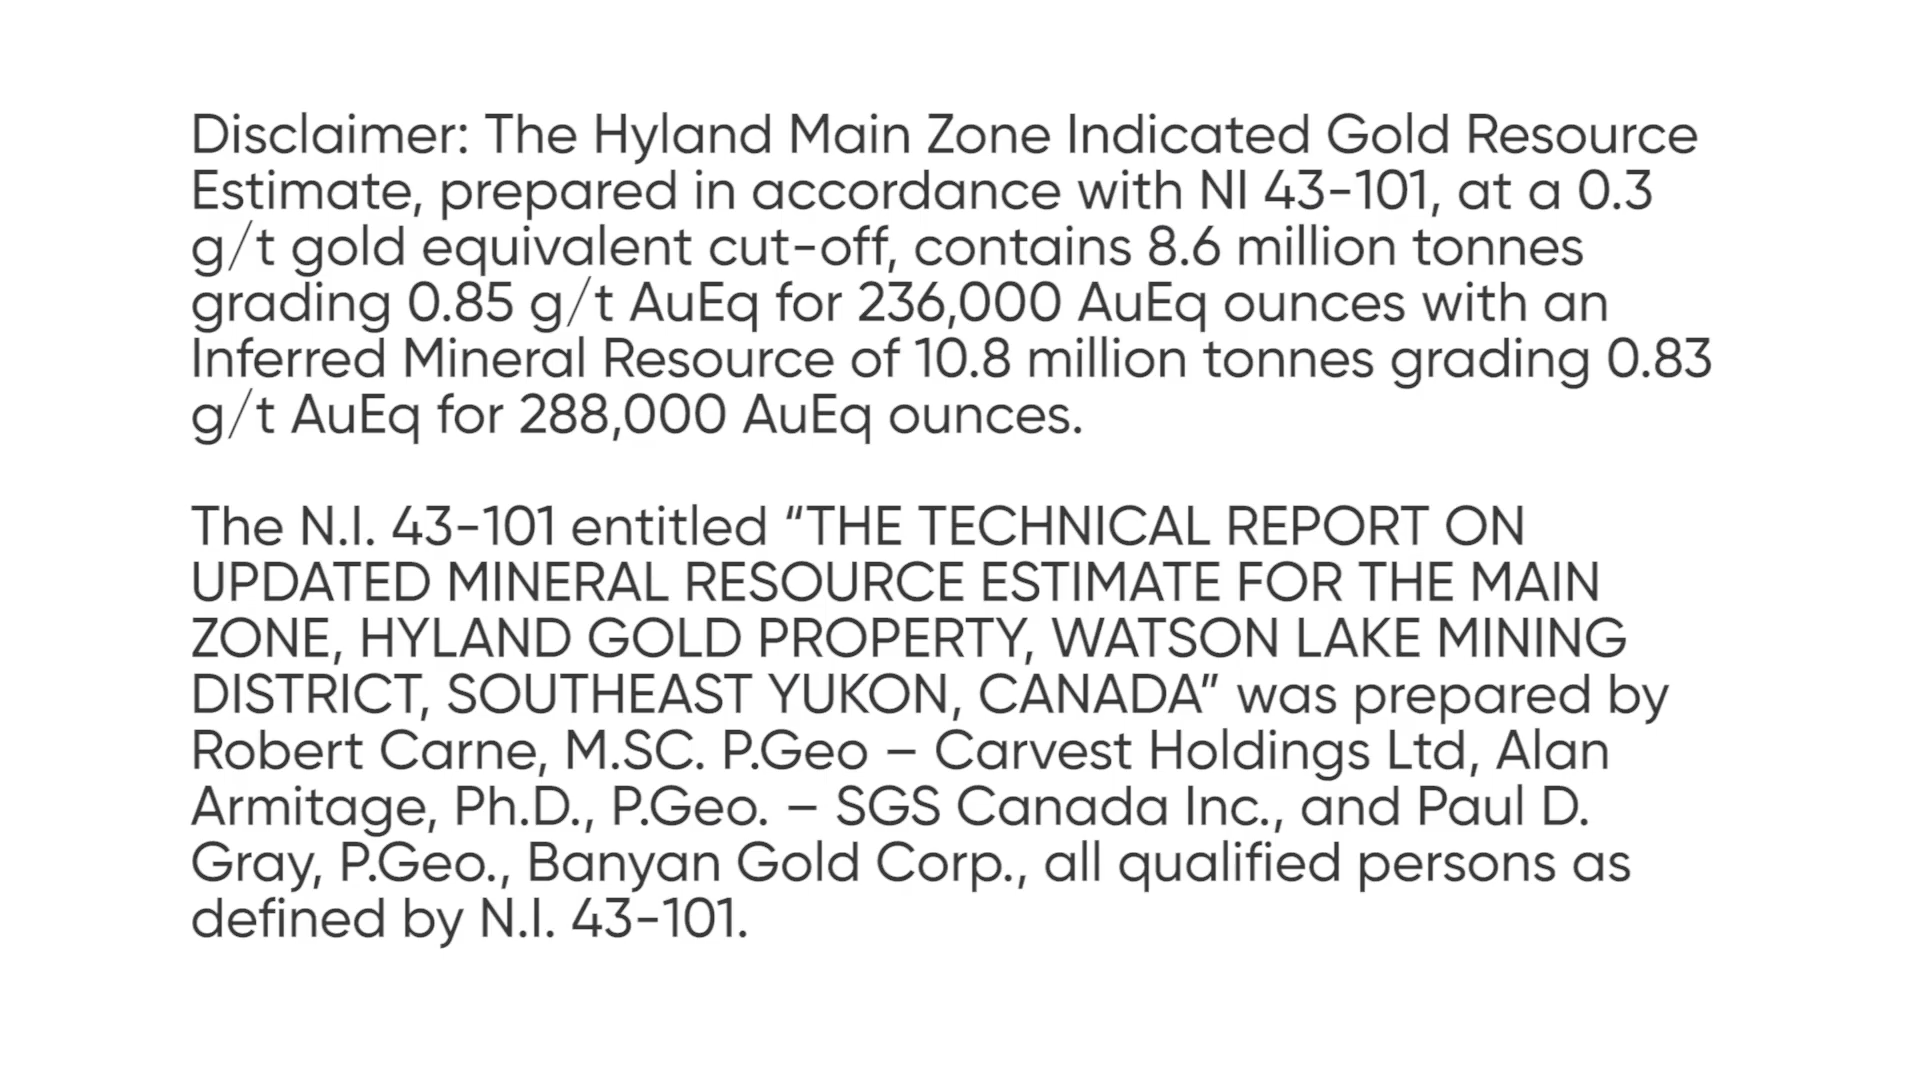 Disclaimer: The Hyland Main Zone Indicated Gold Resource
Estimate, prepared in accordance with NI 43-101, at a 0.3
g/t gold equivalent cut-off, contains 8.6 million tonnes
grading 0.85 g/t AuEq for 236,000 AuEq ounces with an
Inferred Mineral Resource of 10.8 million tonnes grading 0.83
g/t AuEq for 288,000 AuEq ounces.
The N.I. 43-101 entitled “THE TECHNICAL REPORT ON
UPDATED MINERAL RESOURCE ESTIMATE FOR THE MAIN
ZONE, HYLAND GOLD PROPERTY, WATSON LAKE MINING
DISTRICT, SOUTHEAST YUKON, CANADA” was prepared by
Robert Carne, M.SC. P.Geo – Carvest Holdings Ltd, Alan
Armitage, Ph.D., P.Geo. – SGS Canada Inc., and Paul D.
Gray, P.Geo., Banyan Gold Corp., all qualified persons as
defined by N.I. 43-101.